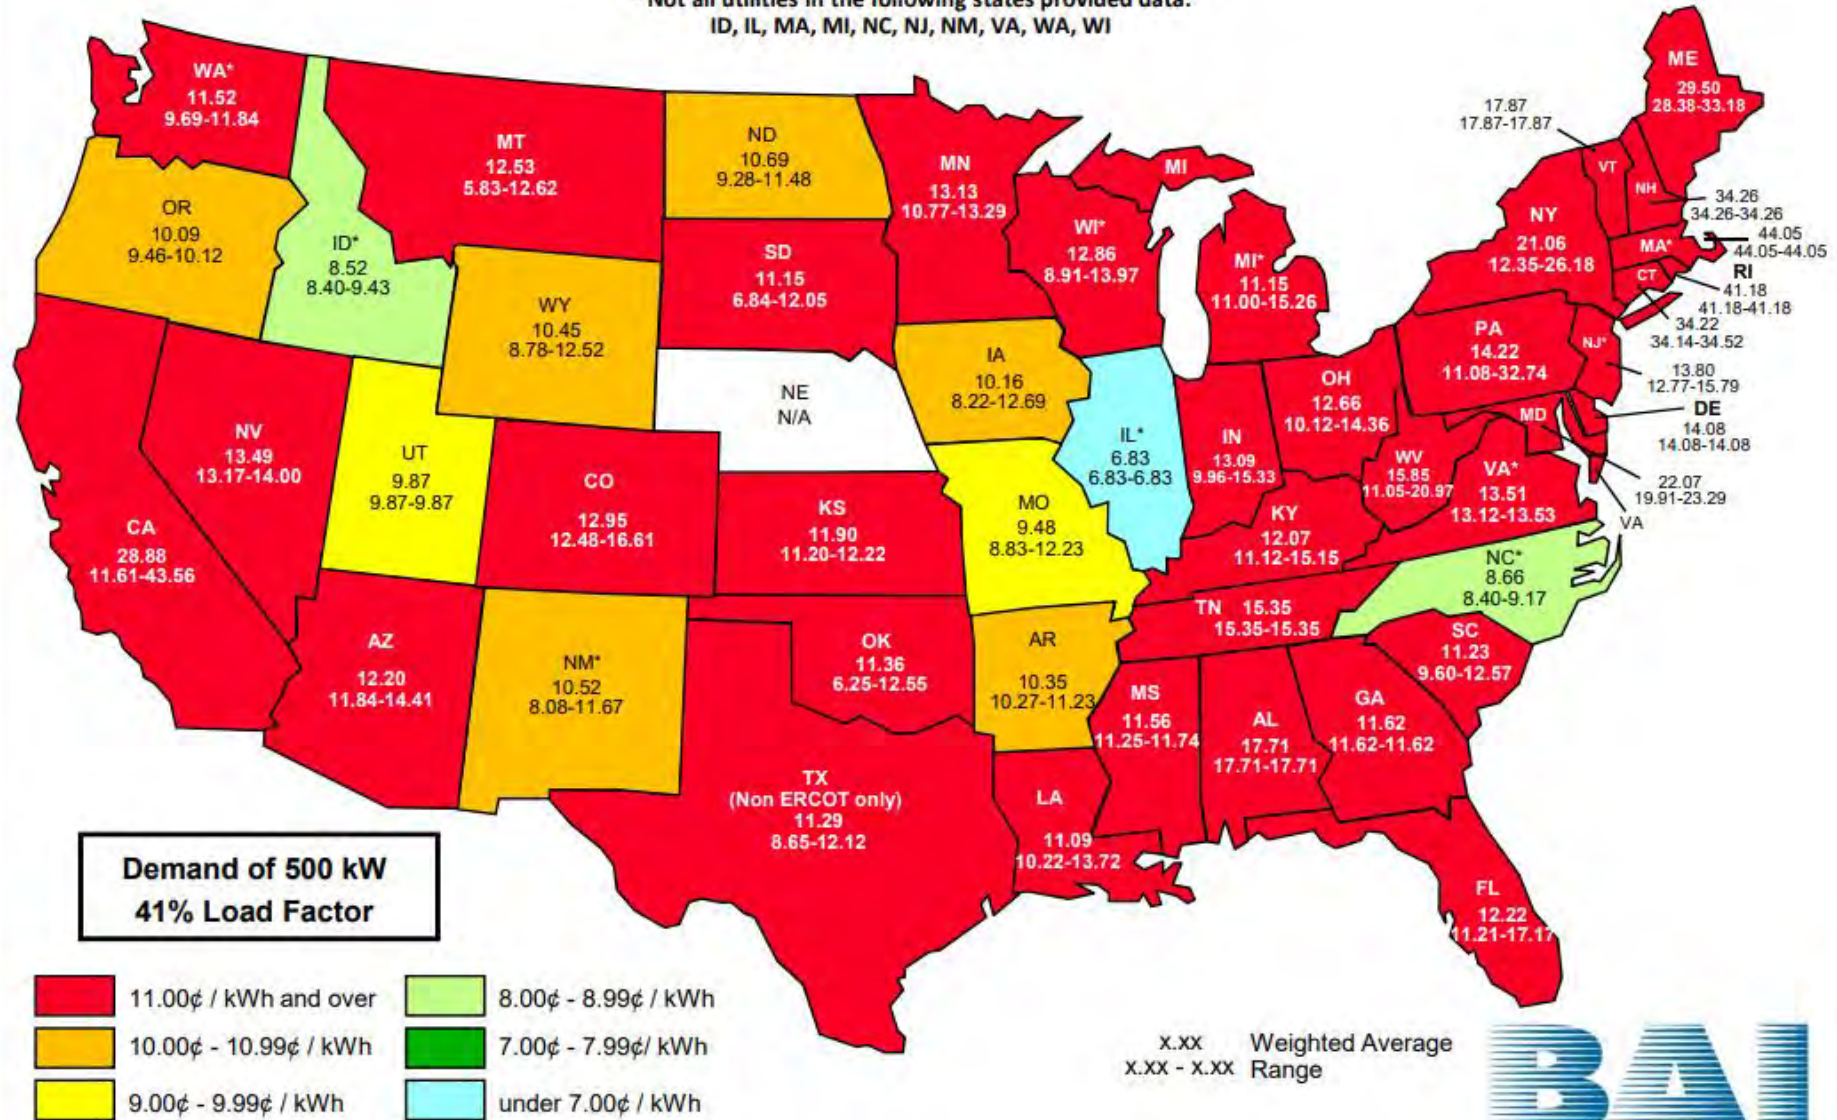 Not all utilities in the following states provided data:
ID, IL, MA, MI, NC, NJ, NM, VA, WA, WI
WA*
11.52
9.69-11.84
MT
12.53
5.83-12.62
ND
10.69
9.28-11.48
MN
13.13
10.77-13.29
MI
ME
29.50
28.38-33.18
17.87
17.87-17.87
VT
NH
34.26
34.26-34.26
OR
10.09
9.46-10.12
ID*
8.52
8.40-9.43
SD
11.15
6.84-12.05
WI*
12.86
8.91-13.97
MI*
11.15
11.00-15.26
NY
21.06
12.35-26.18
MA*
44.05
44.05-44.05
CT
RI
41.18
41.18-41.18
34.22
34.14-34.52
WY
10.45
8.78-12.52
IA
10.16
8.22-12.69
PA
14.22
11.08-32.74
NJ*
13.80
12.77-15.79
NE
N/A
OH
12.66
10.12-14.36
MD
DE
14.08
14.08-14.08
22.07
19.91-23.29
NV
13.49
13.17-14.00
UT
9.87
9.87-9.87
CO
12.95
12.48-16.61
IL*
6.83
6.83-6.83
IN
13.09
9.96-15.33
WV
15.85
11.05-20.97
VA*
13.51
13.12-13.53
VA
CA
28.88
11.61-43.56
KS
11.90
11.20-12.22
MO
9.48
8.83-12.23
KY
12.07
11.12-15.15
NC*
8.66
8.40-9.17
TN 15.35
15.35-15.35
AZ
12.20
11.84-14.41
NM*
10.52
8.08-11.67
OK
11.36
6.25-12.55
AR
10.35
10.27-11.23
SC
11.23
9.60-12.57
MS
11.56
11.25-11.74
AL
17.71
17.71-17.71
GA
11.62
11.62-11.62
TX
(Non ERCOT only)
11.29
8.65-12.12
LA
11.09
10.22-13.72
FL
12.22
11.21-17.17
Demand of 500 kW
41% Load Factor
11.00¢ / kWh and over
8.00¢ - 8.99¢ / kWh
10.00¢ - 10.99¢ / kWh
7.00¢ - 7.99¢/ kWh
9.00¢ - 9.99¢ / kWh
under 7.00¢ / kWh
x.xx Weighted Average
x.xx - x.xx Range
BAI